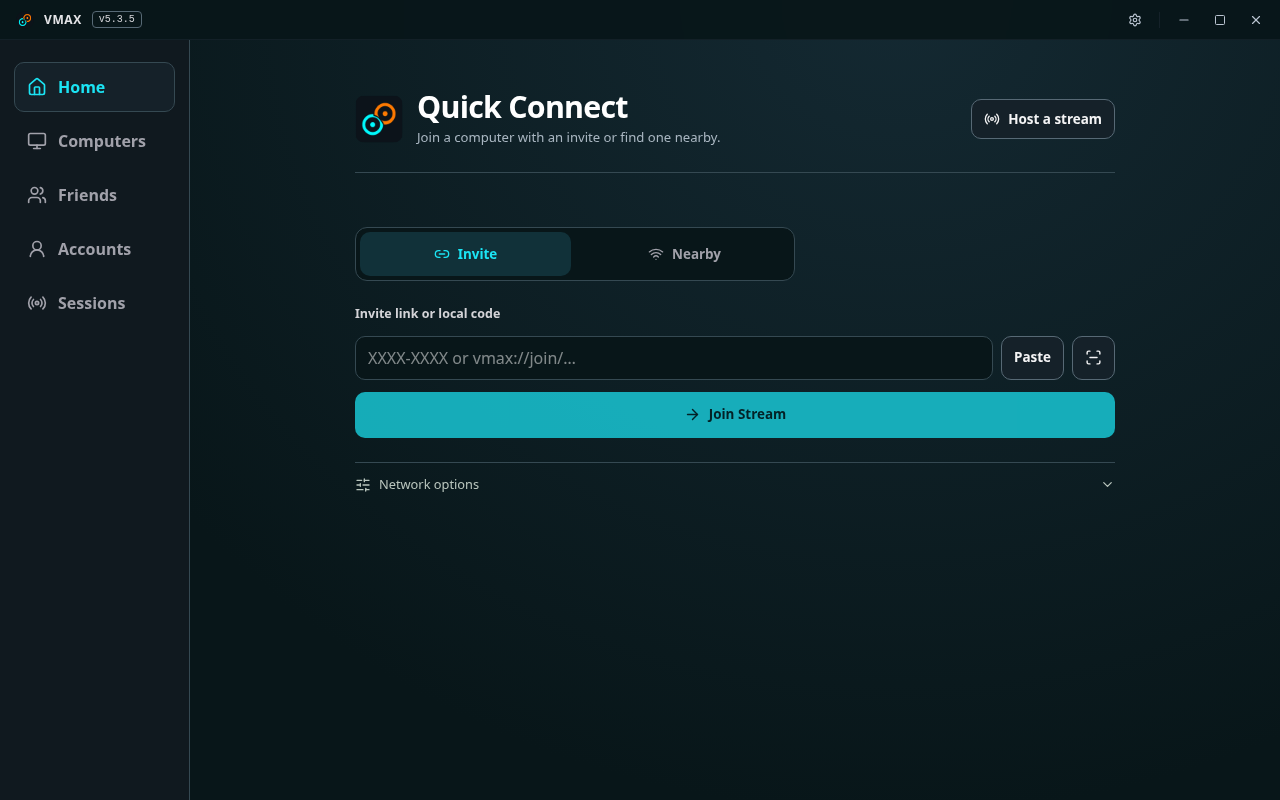 VMAX v5.3.5
Home
Computers
Friends
Accounts
Sessions
Quick Connect
Join a computer with an invite or find one nearby.
Host a stream
Invite
Nearby
Invite link or local code
XXXX-XXXX or vmax://join/...
Paste
Join Stream
Network options